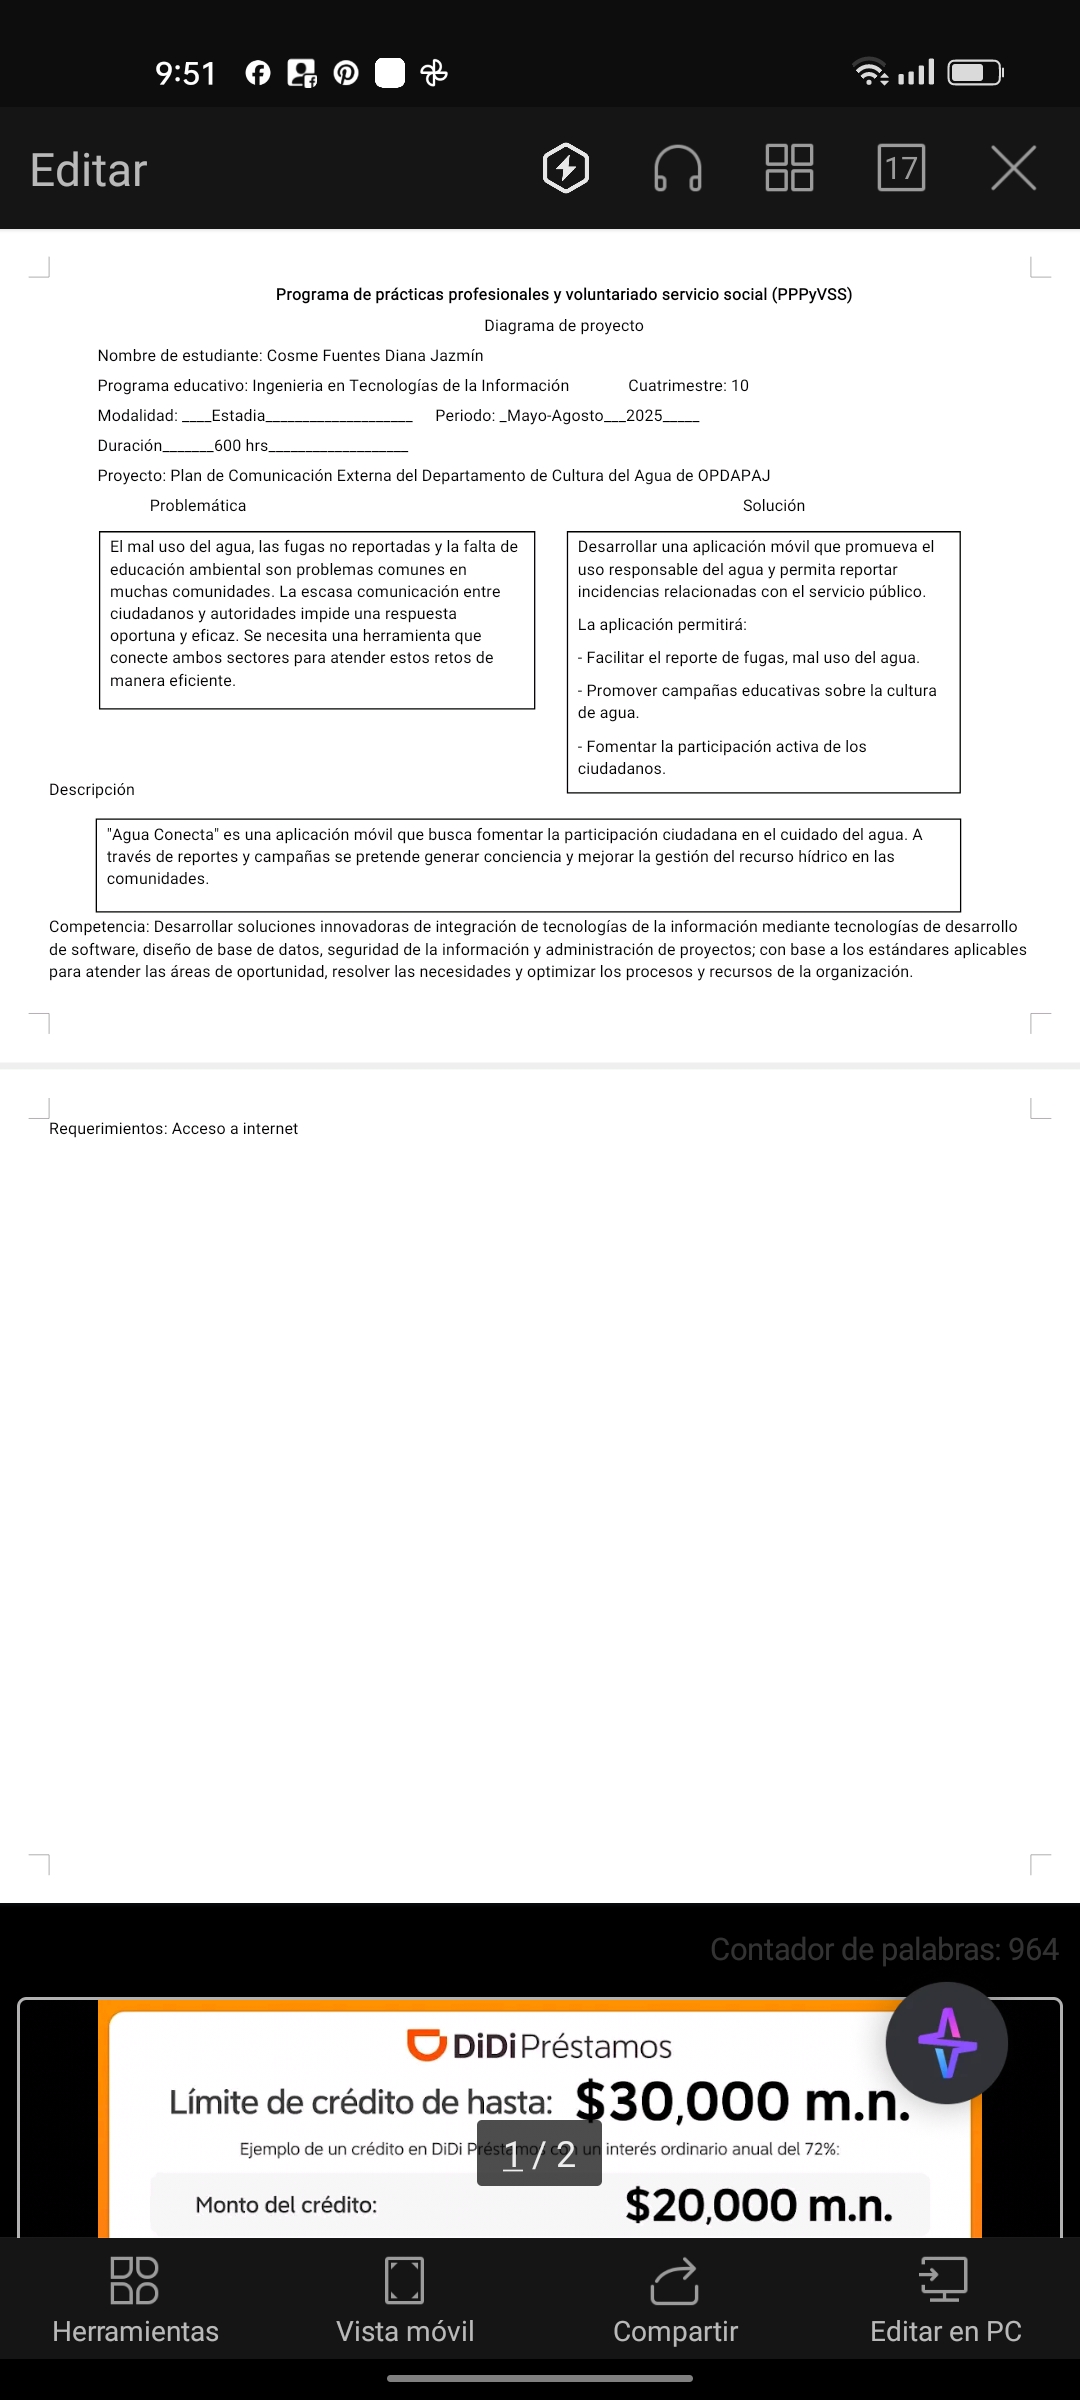 9:51
Editar
17
Programa de prácticas profesionales y voluntariado servicio social (PPPyVSS)
Diagrama de proyecto
Nombre de estudiante: Cosme Fuentes Diana Jazmín
Programa educativo: Ingenieria en Tecnologías de la Información Cuatrimestre: 10
Modalidad: ____Estadia____________________ Periodo: _Mayo-Agosto___2025_____
Duración_______600 hrs___________________
Proyecto: Plan de Comunicación Externa del Departamento de Cultura del Agua de OPDAPAJ
Problemática
El mal uso del agua, las fugas no reportadas y la falta de
educación ambiental son problemas comunes en
muchas comunidades. La escasa comunicación entre
ciudadanos y autoridades impide una respuesta
oportuna y eficaz. Se necesita una herramienta que
conecte ambos sectores para atender estos retos de
manera eficiente.
Solución
Desarrollar una aplicación móvil que promueva el
uso responsable del agua y permita reportar
incidencias relacionadas con el servicio público.
La aplicación permitirá:
- Facilitar el reporte de fugas, mal uso del agua.
- Promover campañas educativas sobre la cultura
de agua.
- Fomentar la participación activa de los
ciudadanos.
Descripción
"Agua Conecta" es una aplicación móvil que busca fomentar la participación ciudadana en el cuidado del agua. A
través de reportes y campañas se pretende generar conciencia y mejorar la gestión del recurso hídrico en las
comunidades.
Competencia: Desarrollar soluciones innovadoras de integración de tecnologías de la información mediante tecnologías de desarrollo
de software, diseño de base de datos, seguridad de la información y administración de proyectos; con base a los estándares aplicables
para atender las áreas de oportunidad, resolver las necesidades y optimizar los procesos y recursos de la organización.
Requerimientos: Acceso a internet
Contador de palabras: 964
DiDi Préstamos
Límite de crédito de hasta: $30,000 m.n.
Ejemplo de un crédito en DiDi Préstamos con un interés ordinario anual del 72%:
1 / 2
Monto del crédito: $20,000 m.n.
Herramientas
Vista móvil
Compartir
Editar en PC